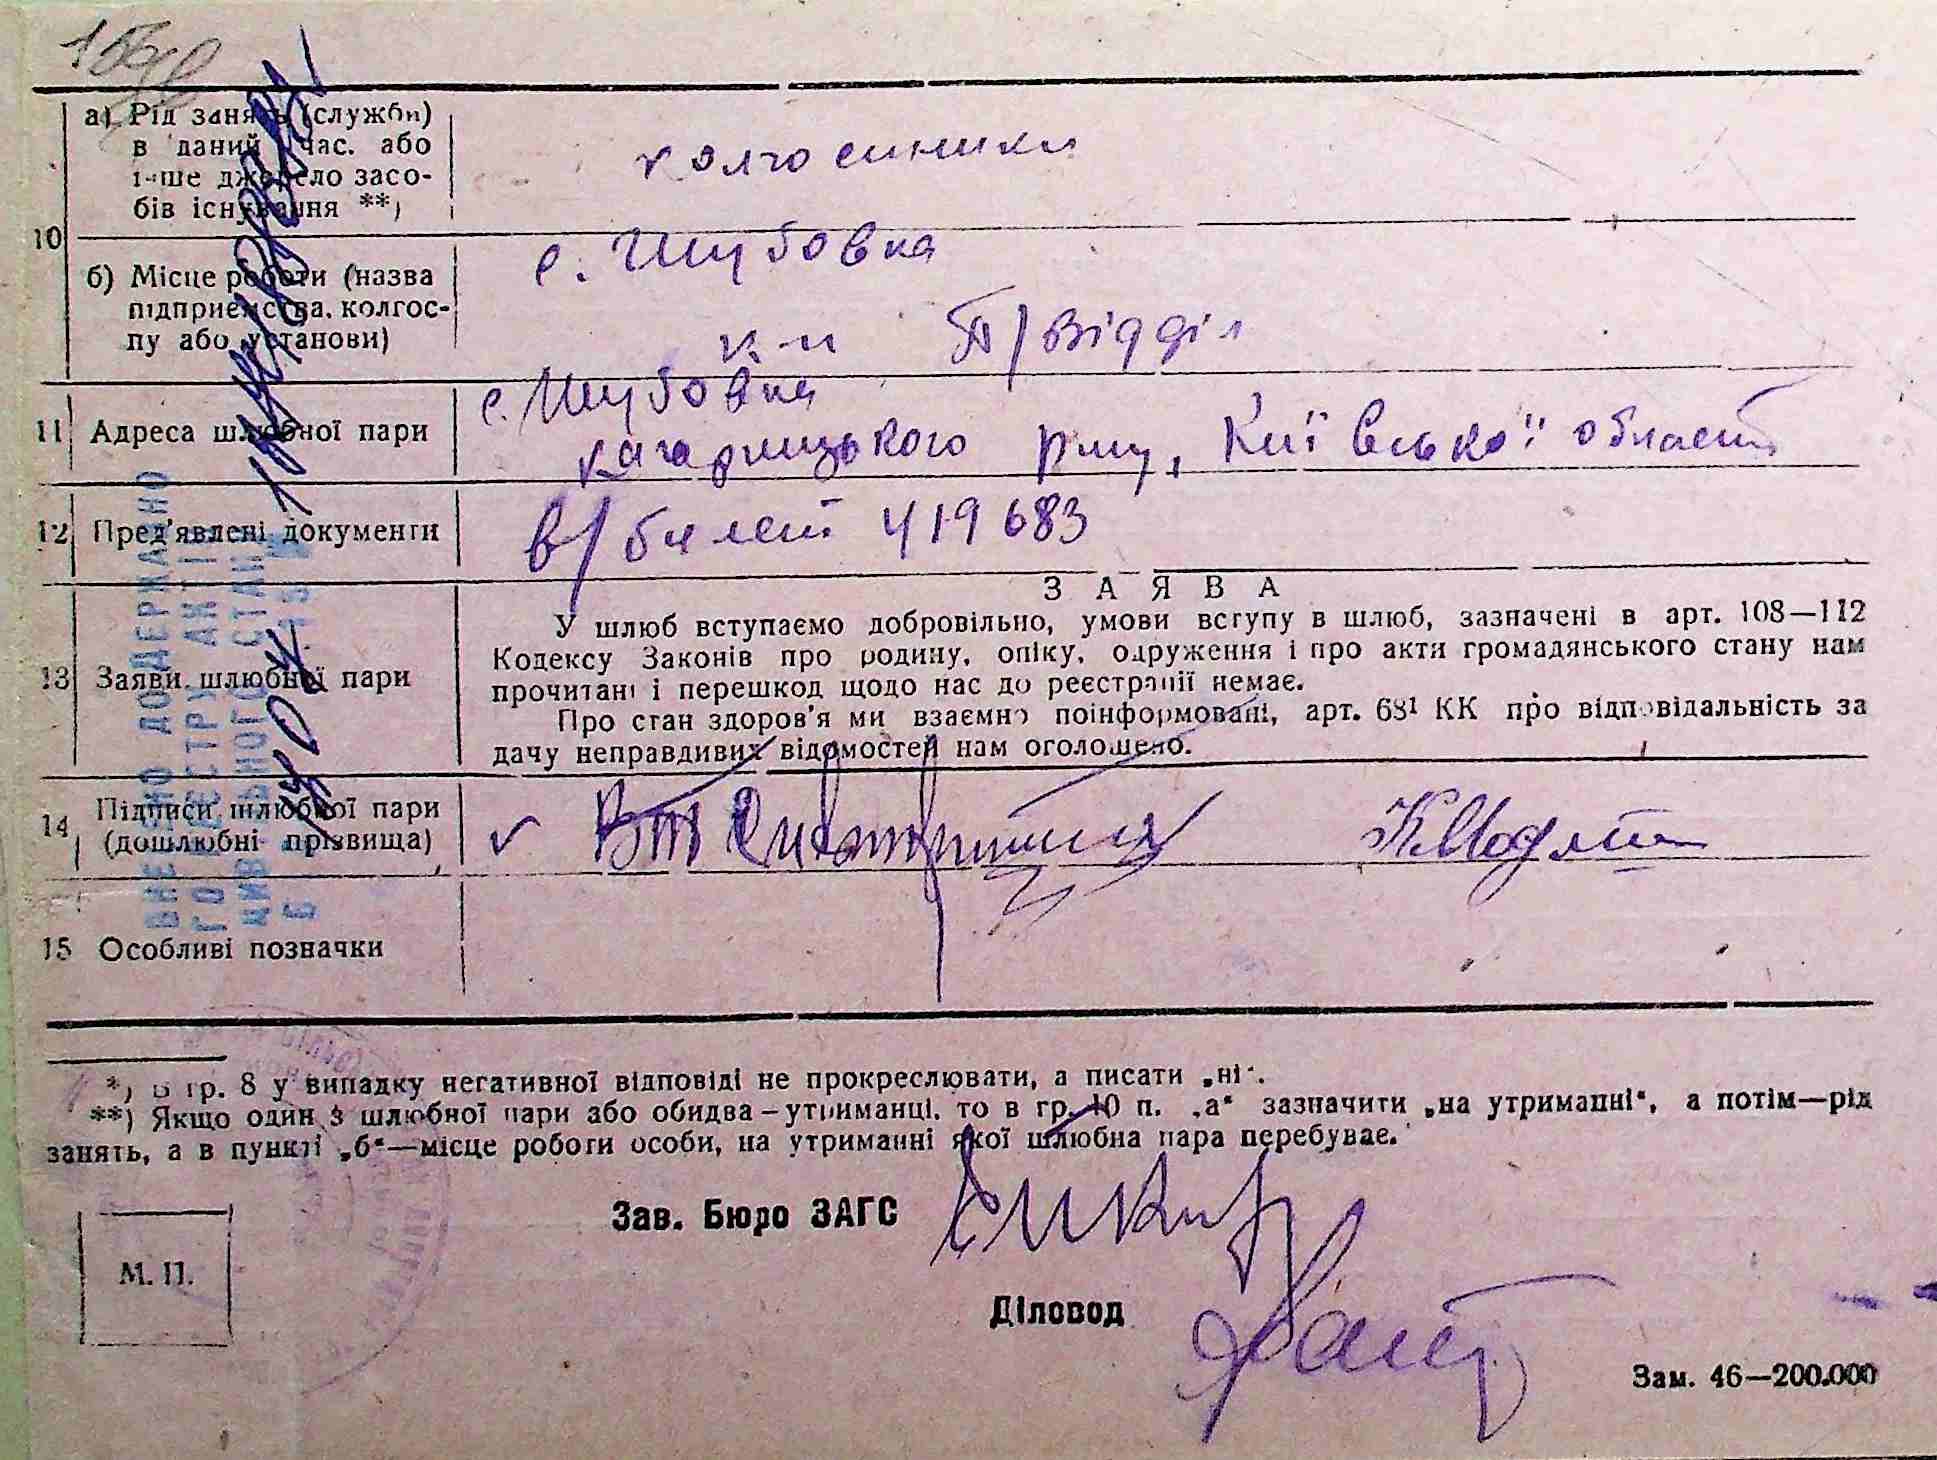 10
а) Рід занять (служби)
в даний час. або
інше джерело засо-
бів існування **)
колгосники
б) Місце роботи (назва
підприємства, колгос-
пу або установи)
с. Шубовка
відділ
11 Адреса шлюбної пари
с. Шубовка
кагарлицького р-ну, Київської області
12 Пред'явлені документи
в/билет 419683
13 Заяви шлюбної пари
ЗАЯВА
У шлюб вступаємо добровільно, умови вступу в шлюб, зазначені в арт. 108—112
Кодексу Законів про родину, опіку, одруження і про акти громадянського стану нам
прочитані і перешкод щодо нас до реєстрації немає.
Про стан здоров'я ми взаємно поінформовані, арт. 68¹ КК про відповідальність за
дачу неправдивих відомостей нам оголошено.
14 Підписи шлюбної пари
(дошлюбні прізвища)
15 Особливі позначки
*) В гр. 8 у випадку негативної відповіді не прокреслювати, а писати „ні".
**) Якщо один з шлюбної пари або обидва – утриманці, то в гр. 10 п. „а" зазначити „на утриманні", а потім—рід
занять, а в пункті „б"—місце роботи особи, на утриманні якої шлюбна пара перебуває.
Зав. Бюро ЗАГС
М. П.
Діловод
Зам. 46—200.000